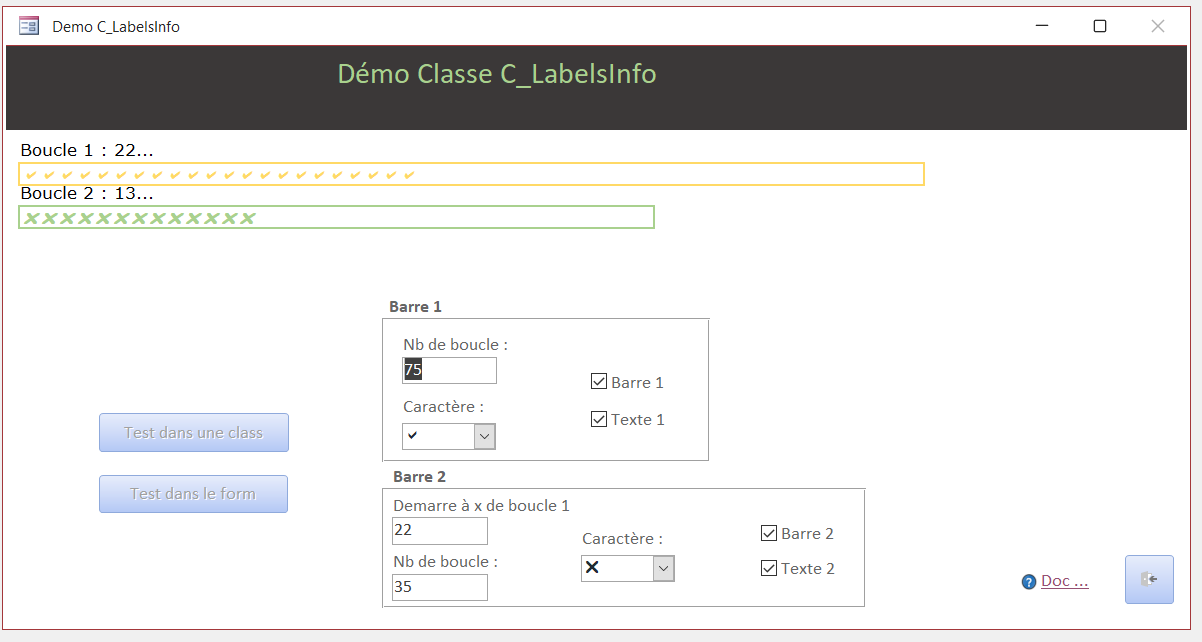 Demo C_LabelsInfo
Démo Classe C_LabelsInfo
Boucle 1 : 22...
✔ ✔ ✔ ✔ ✔ ✔ ✔ ✔ ✔ ✔ ✔ ✔ ✔ ✔ ✔ ✔ ✔ ✔ ✔ ✔ ✔ ✔
Boucle 2 : 13...
✖✖✖✖✖✖✖✖✖✖✖✖✖
Barre 1
Nb de boucle :
75
Barre 1
Caractère :
Texte 1
✔
Test dans une class
Test dans le form
Barre 2
Demarre à x de boucle 1
22
Caractère :
Barre 2
Nb de boucle :
✖
Texte 2
35
Doc ...